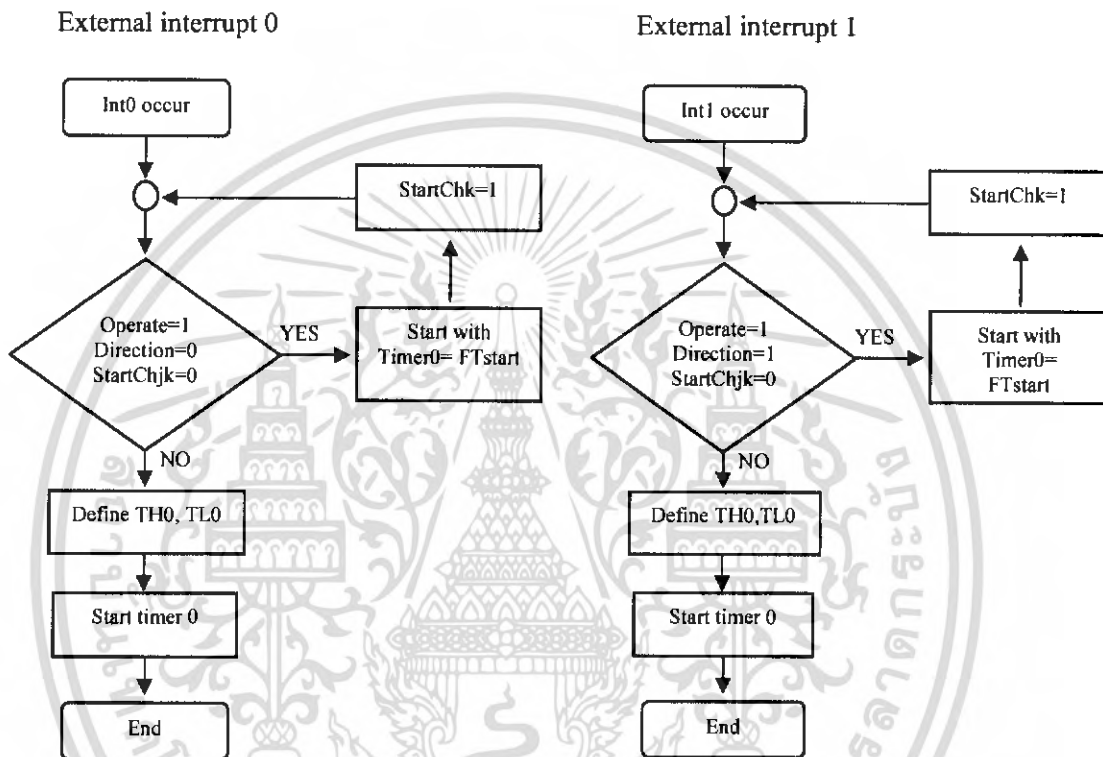 External interrupt 0
Int0 occur
StartChk=1
Operate=1
Direction=0
StartChjk=0
YES
Start with
Timer0= FTstart
NO
Define TH0, TL0
Start timer 0
End
External interrupt 1
Int1 occur
StartChk=1
Operate=1
Direction=1
StartChjk=0
YES
Start with
Timer0=
FTstart
NO
Define TH0,TL0
Start timer 0
End